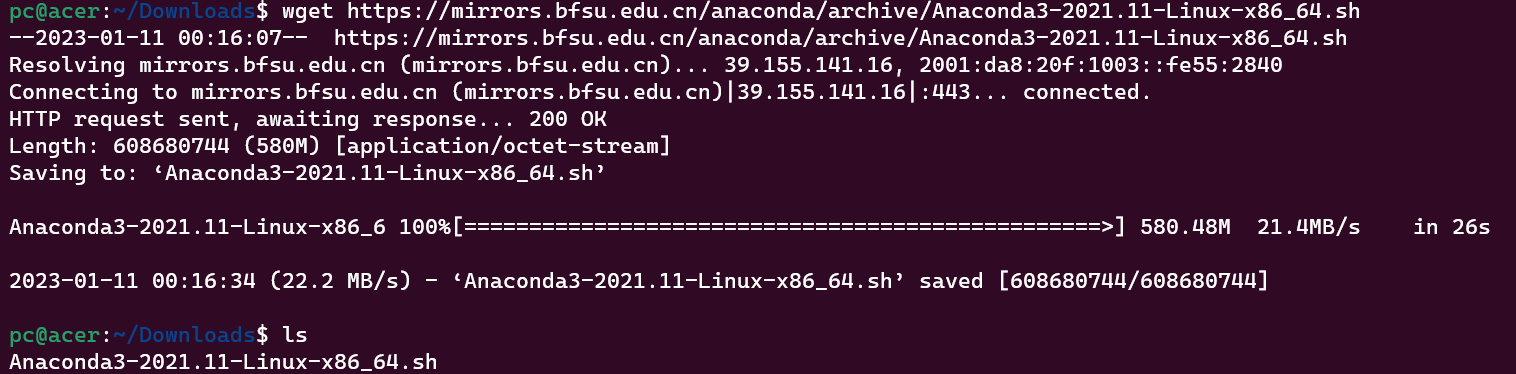 pc@acer:~/Downloads$ wget https://mirrors.bfsu.edu.cn/anaconda/archive/Anaconda3-2021.11-Linux-x86_64.sh
--2023-01-11 00:16:07--  https://mirrors.bfsu.edu.cn/anaconda/archive/Anaconda3-2021.11-Linux-x86_64.sh
Resolving mirrors.bfsu.edu.cn (mirrors.bfsu.edu.cn)... 39.155.141.16, 2001:da8:20f:1003::fe55:2840
Connecting to mirrors.bfsu.edu.cn (mirrors.bfsu.edu.cn)|39.155.141.16|:443... connected.
HTTP request sent, awaiting response... 200 OK
Length: 608680744 (580M) [application/octet-stream]
Saving to: ‘Anaconda3-2021.11-Linux-x86_64.sh’
Anaconda3-2021.11-Linux-x86_6 100%[=================================================>] 580.48M  21.4MB/s    in 26s
2023-01-11 00:16:34 (22.2 MB/s) - ‘Anaconda3-2021.11-Linux-x86_64.sh’ saved [608680744/608680744]
pc@acer:~/Downloads$ ls
Anaconda3-2021.11-Linux-x86_64.sh